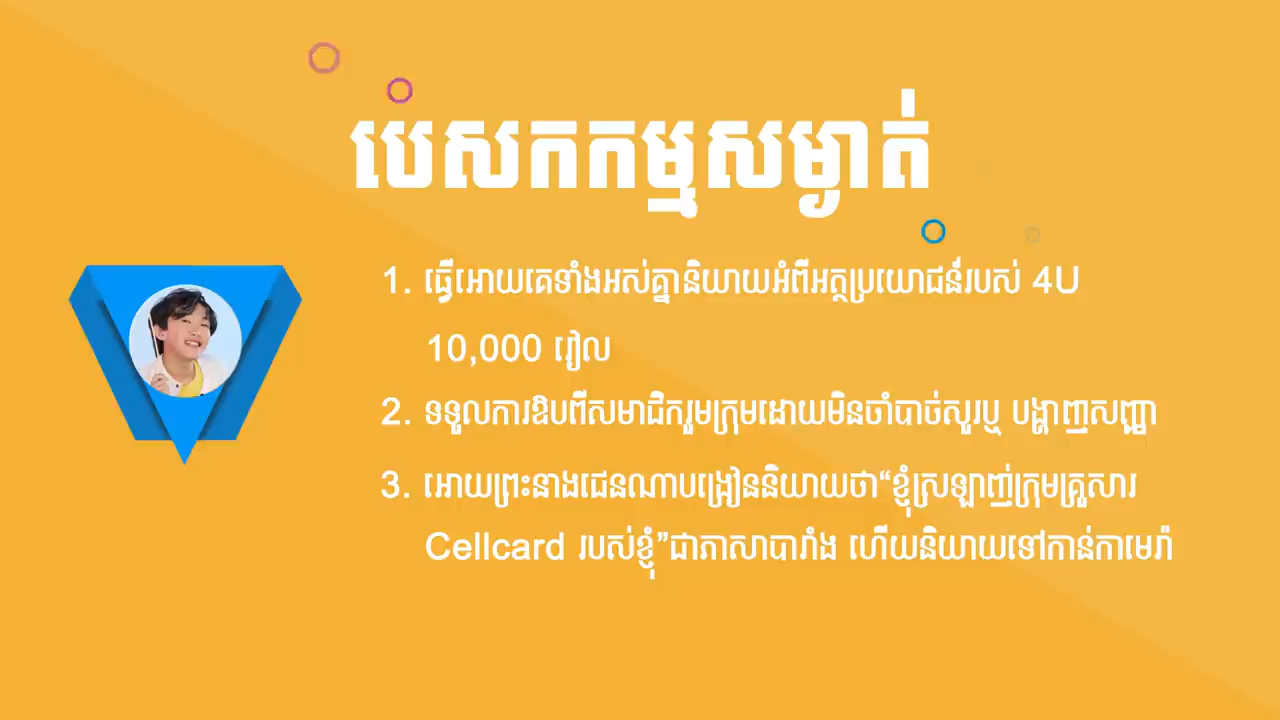 បេសកកម្មសម្ងាត់
1. ធ្វើអោយគេទាំងអស់គ្នានិយាយអំពីអត្ថប្រយោជន៍របស់ 4U
10,000 រៀល
2. ទទួលការឱបពីសមាជិករួមក្រុមដោយមិនចាំបាច់សួរឬ បង្ហាញសញ្ញា
3. អោយព្រះនាងជេនណាបង្រៀននិយាយថា“ខ្ញុំស្រឡាញ់ក្រុមគ្រួសារ
Cellcard របស់ខ្ញុំ”ជាភាសាបារាំង ហើយនិយាយទៅកាន់កាមេរ៉ា